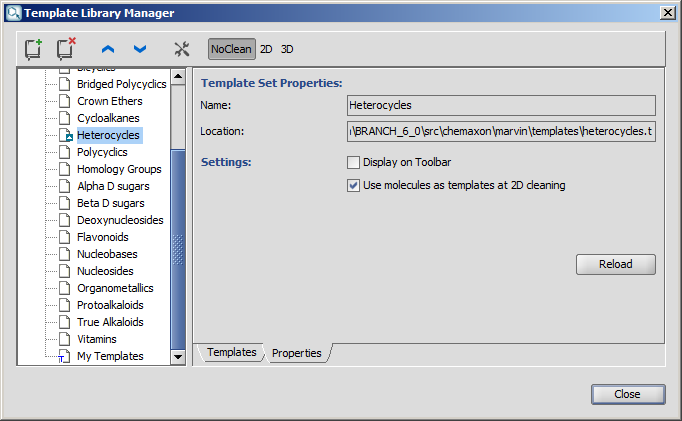 Template Library Manager
NoClean 2D 3D
Bridged Polycyclics
Crown Ethers
Cycloalkanes
Heterocycles
Polycyclics
Homology Groups
Alpha D sugars
Beta D sugars
Deoxynucleosides
Flavonoids
Nucleobases
Nucleosides
Organometallics
Protoalkaloids
True Alkaloids
Vitamins
My Templates
Template Set Properties:
Name: Heterocycles
Location: \BRANCH_6_0\src\chemaxon\marvin\templates\heterocycles.t
Settings: Display on Toolbar
Use molecules as templates at 2D cleaning
Reload
Templates Properties
Close